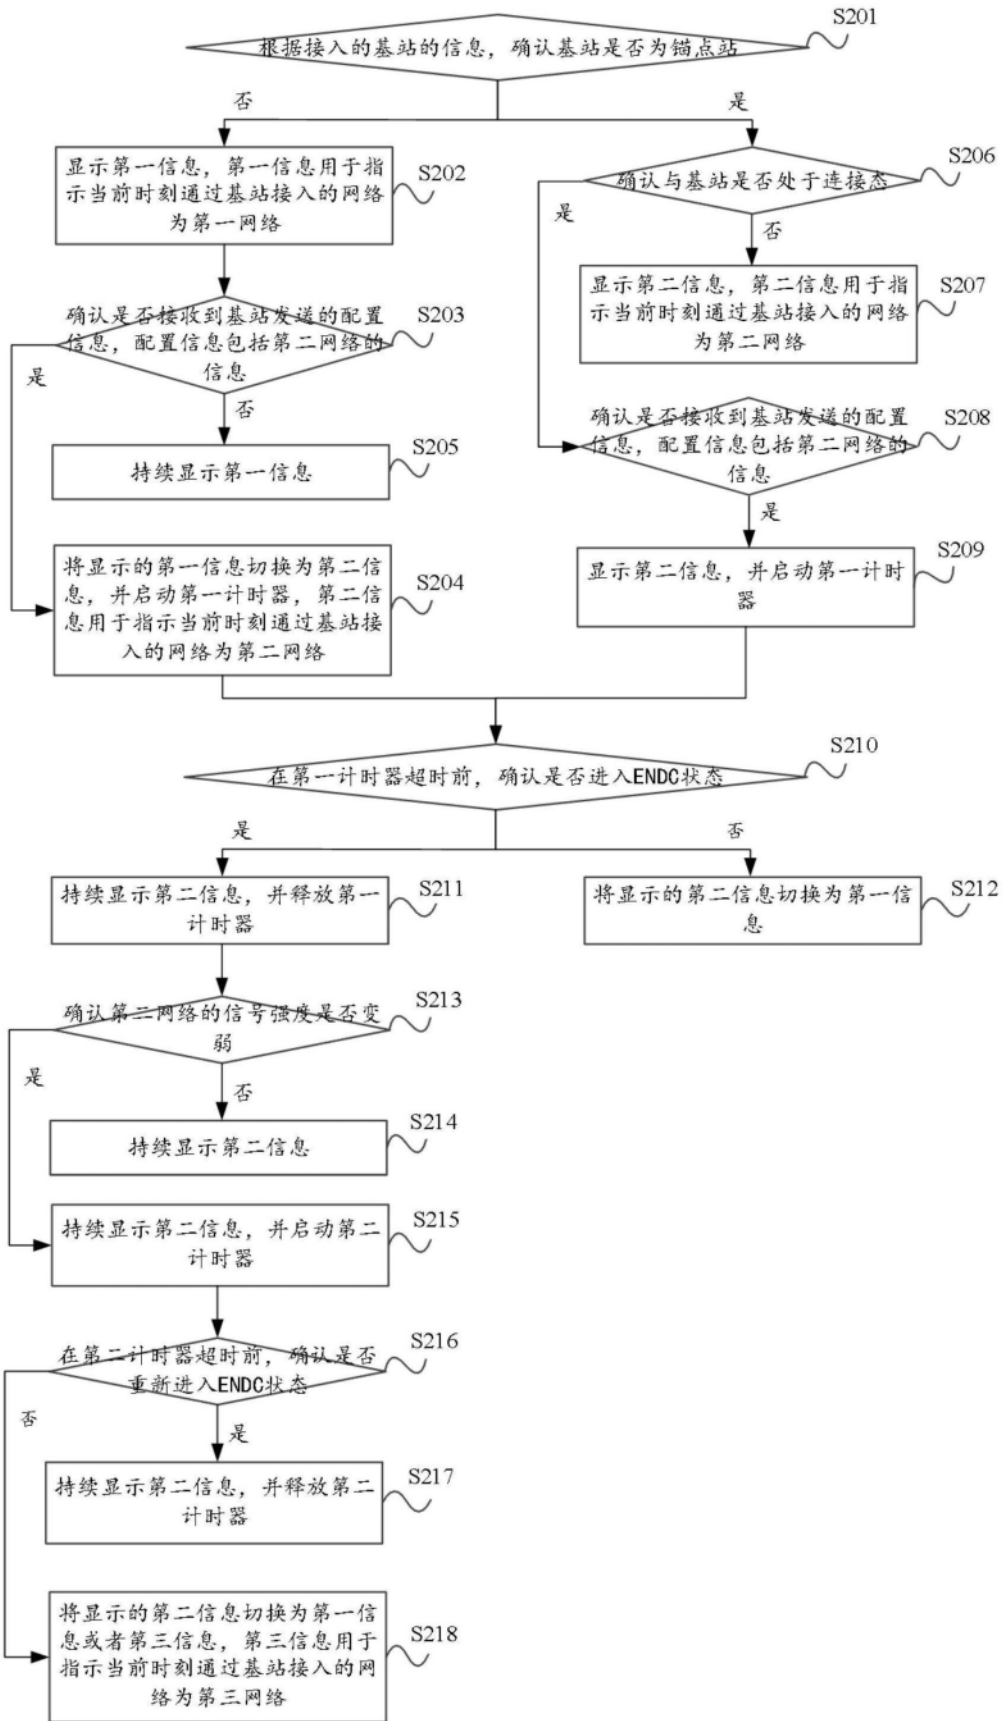 S201
根据接入的基站的信息，确认基站是否为锚点站
否
是
显示第一信息，第一信息用于指
示当前时刻通过基站接入的网络
为第一网络
S202
确认是否接收到基站发送的配置
信息，配置信息包括第二网络的
信息
S203
是
否
持续显示第一信息
S205
将显示的第一信息切换为第二信
息，并启动第一计时器，第二信
息用于指示当前时刻通过基站接
入的网络为第二网络
S204
确认与基站是否处于连接态
S206
是
否
显示第二信息，第二信息用于指
示当前时刻通过基站接入的网络
为第二网络
S207
确认是否接收到基站发送的配置
信息，配置信息包括第二网络的
信息
S208
是
显示第二信息，并启动第一计时
器
S209
在第一计时器超时前，确认是否进入ENDC状态
S210
是
否
持续显示第二信息，并释放第一
计时器
S211
将显示的第二信息切换为第一信
息
S212
确认第二网络的信号强度是否变
弱
S213
是
否
持续显示第二信息
S214
持续显示第二信息，并启动第二
计时器
S215
在第二计时器超时前，确认是否
重新进入ENDC状态
S216
否
是
持续显示第二信息，并释放第二
计时器
S217
将显示的第二信息切换为第一信
息或者第三信息，第三信息用于
指示当前时刻通过基站接入的网
络为第三网络
S218